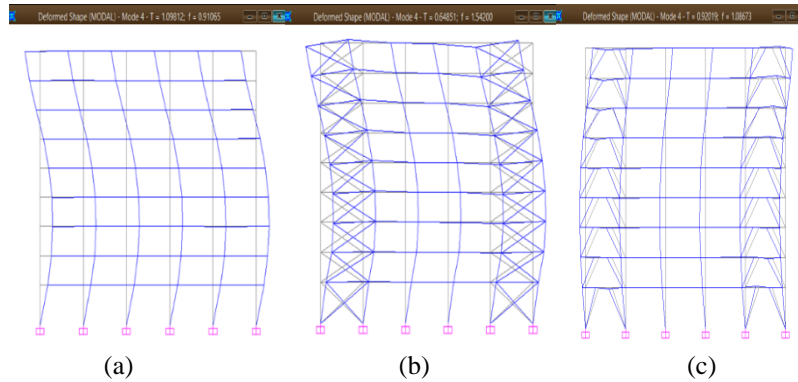 Deformed Shape (MODAL) - Mode 4 - T = 1.09812; f = 0.91065
Deformed Shape (MODAL) - Mode 4 - T = 0.64851; f = 1.54200
Deformed Shape (MODAL) - Mode 4 - T = 0.92019; f = 1.08673
(a)
(b)
(c)